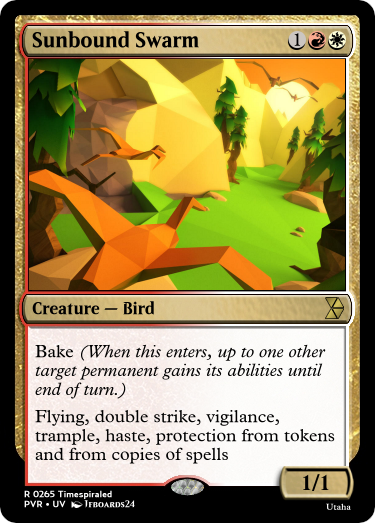 Sunbound Swarm 1
Creature — Bird
Bake (When this enters, up to one other
target permanent gains its abilities until
end of turn.)
Flying, double strike, vigilance,
trample, haste, protection from tokens
and from copies of spells
1/1
R 0265 Timespiraled
PVR • UV 1fboards24
Utaha